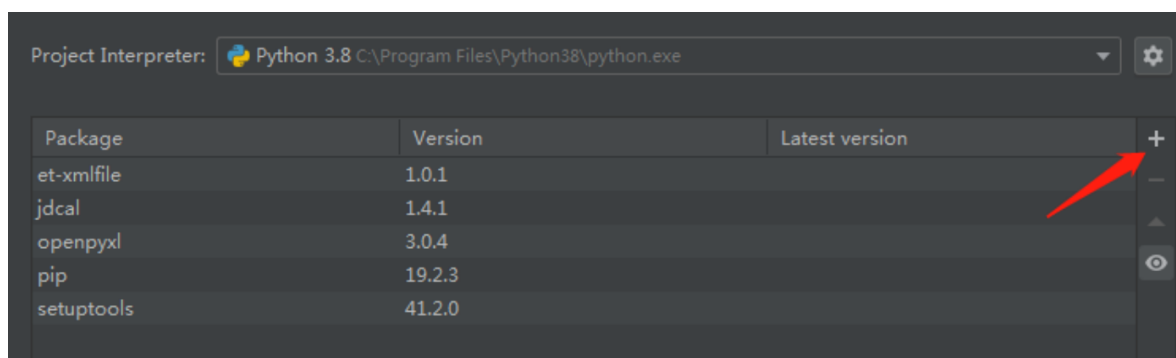 Project Interpreter: Python 3.8 C:\Program Files\Python38\python.exe
Package Version Latest version
et-xmlfile 1.0.1
jdcal 1.4.1
openpyxl 3.0.4
pip 19.2.3
setuptools 41.2.0